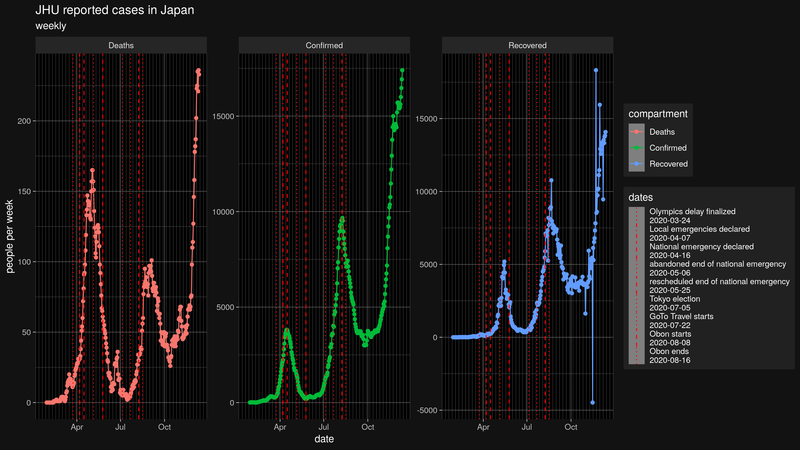 JHU reported cases in Japan
weekly
Deaths
Confirmed
Recovered
people per week
0
50
100
150
200
0
5000
10000
15000
-5000
0
5000
10000
15000
Apr
Jul
Oct
Apr
Jul
Oct
Apr
Jul
Oct
date
compartment
Deaths
Confirmed
Recovered
dates
Olympics delay finalized
2020-03-24
Local emergencies declared
2020-04-07
National emergency declared
2020-04-16
abandoned end of national emergency
2020-05-06
rescheduled end of national emergency
2020-05-25
Tokyo election
2020-07-05
GoTo Travel starts
2020-07-22
Obon starts
2020-08-08
Obon ends
2020-08-16